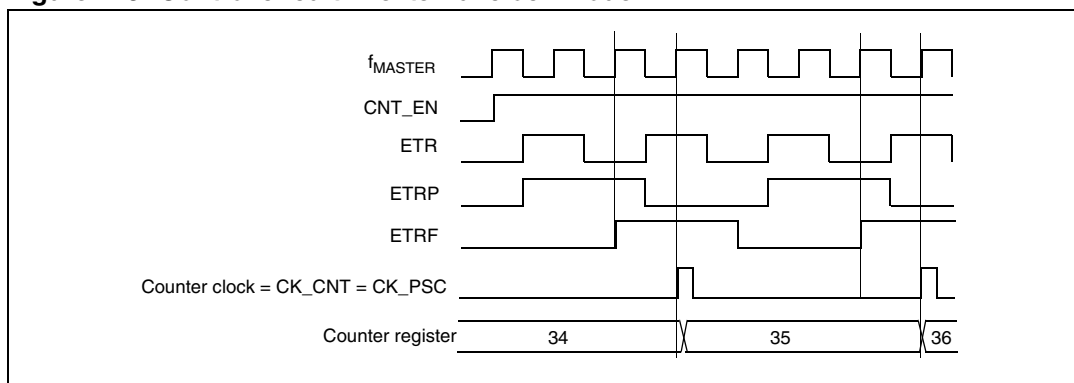 fMASTER
CNT_EN
ETR
ETRP
ETRF
Counter clock = CK_CNT = CK_PSC
Counter register 34 35 36